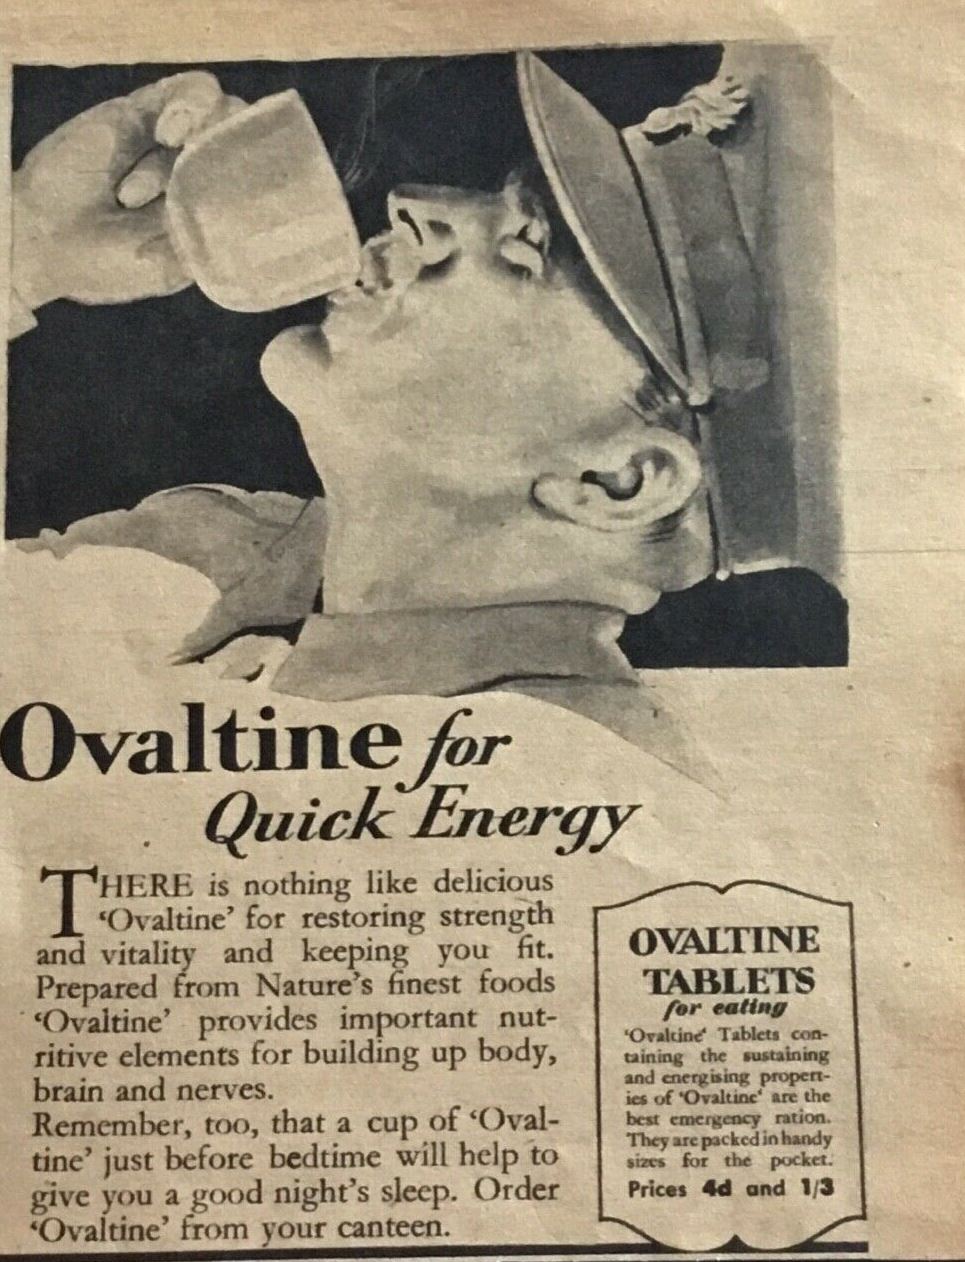 Ovaltine for
Quick Energy
THERE is nothing like delicious
'Ovaltine' for restoring strength
and vitality and keeping you fit.
Prepared from Nature's finest foods
'Ovaltine' provides important nut-
ritive elements for building up body,
brain and nerves.
Remember, too, that a cup of 'Oval-
tine' just before bedtime will help to
give you a good night's sleep. Order
'Ovaltine' from your canteen.
OVALTINE
TABLETS
for eating
'Ovaltine' Tablets con-
taining the sustaining
and energising propert-
ies of 'Ovaltine' are the
best emergency ration.
They are packed in handy
sizes for the pocket.
Prices 4d and 1/3